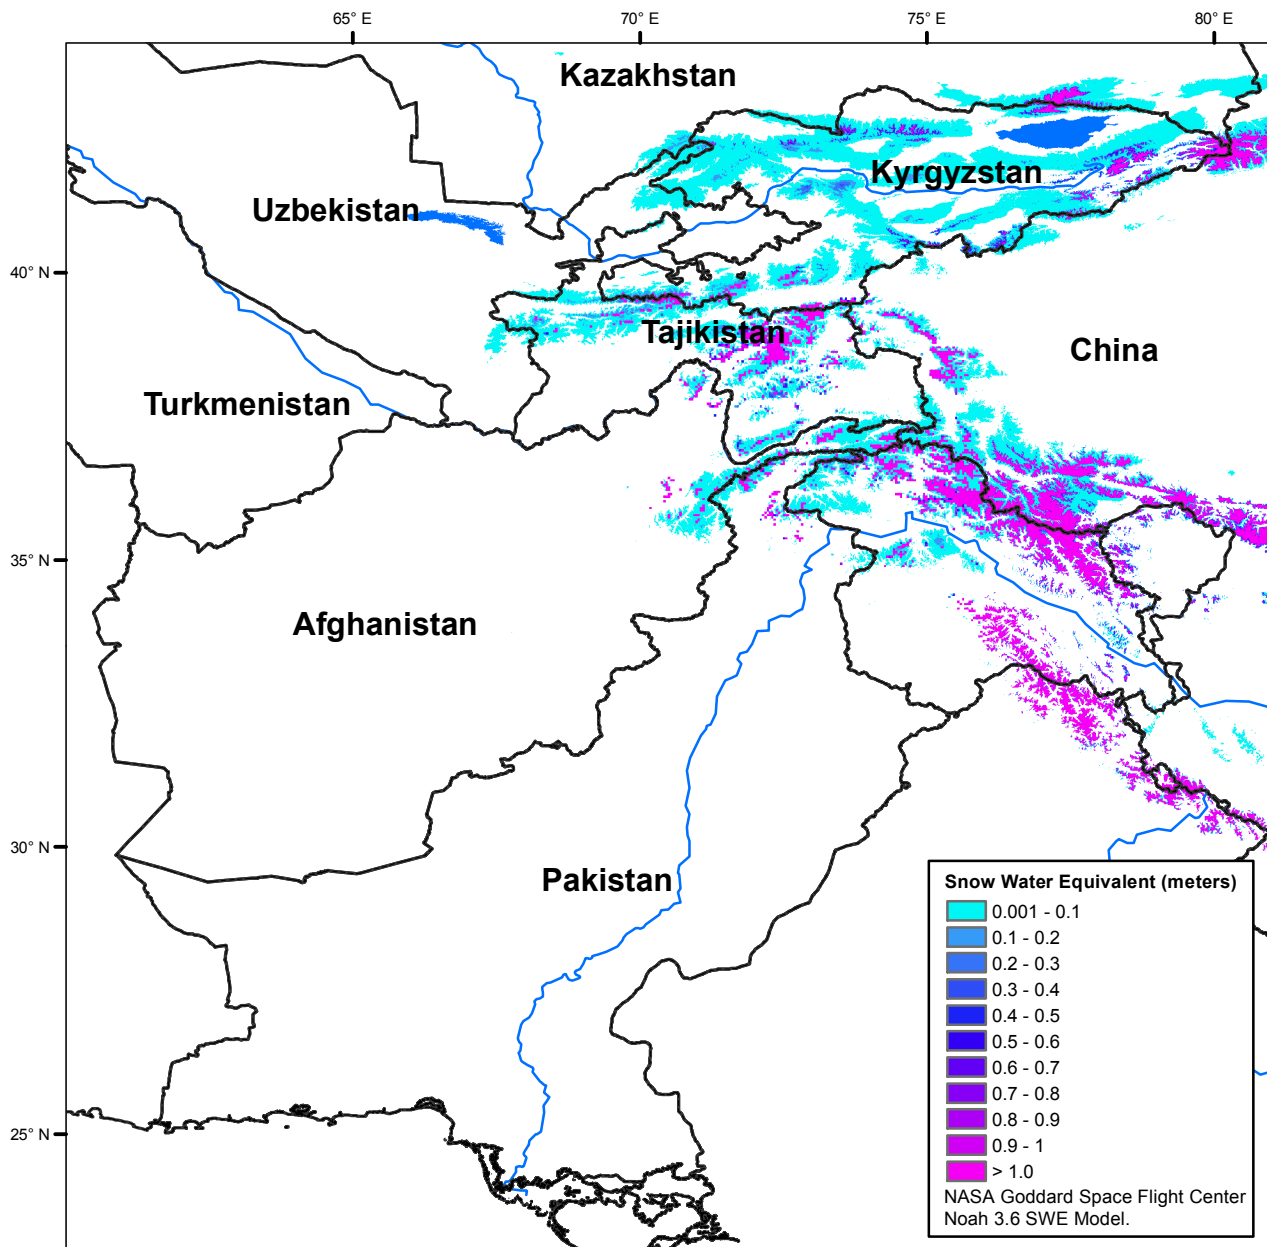 65° E
70° E
75° E
80° E
Kazakhstan
Kyrgyzstan
Uzbekistan
40° N
Tajikistan
China
Turkmenistan
35° N
Afghanistan
30° N
Pakistan
25° N
Snow Water Equivalent (meters)
0.001 - 0.1
0.1 - 0.2
0.2 - 0.3
0.3 - 0.4
0.4 - 0.5
0.5 - 0.6
0.6 - 0.7
0.7 - 0.8
0.8 - 0.9
0.9 - 1
> 1.0
NASA Goddard Space Flight Center
Noah 3.6 SWE Model.